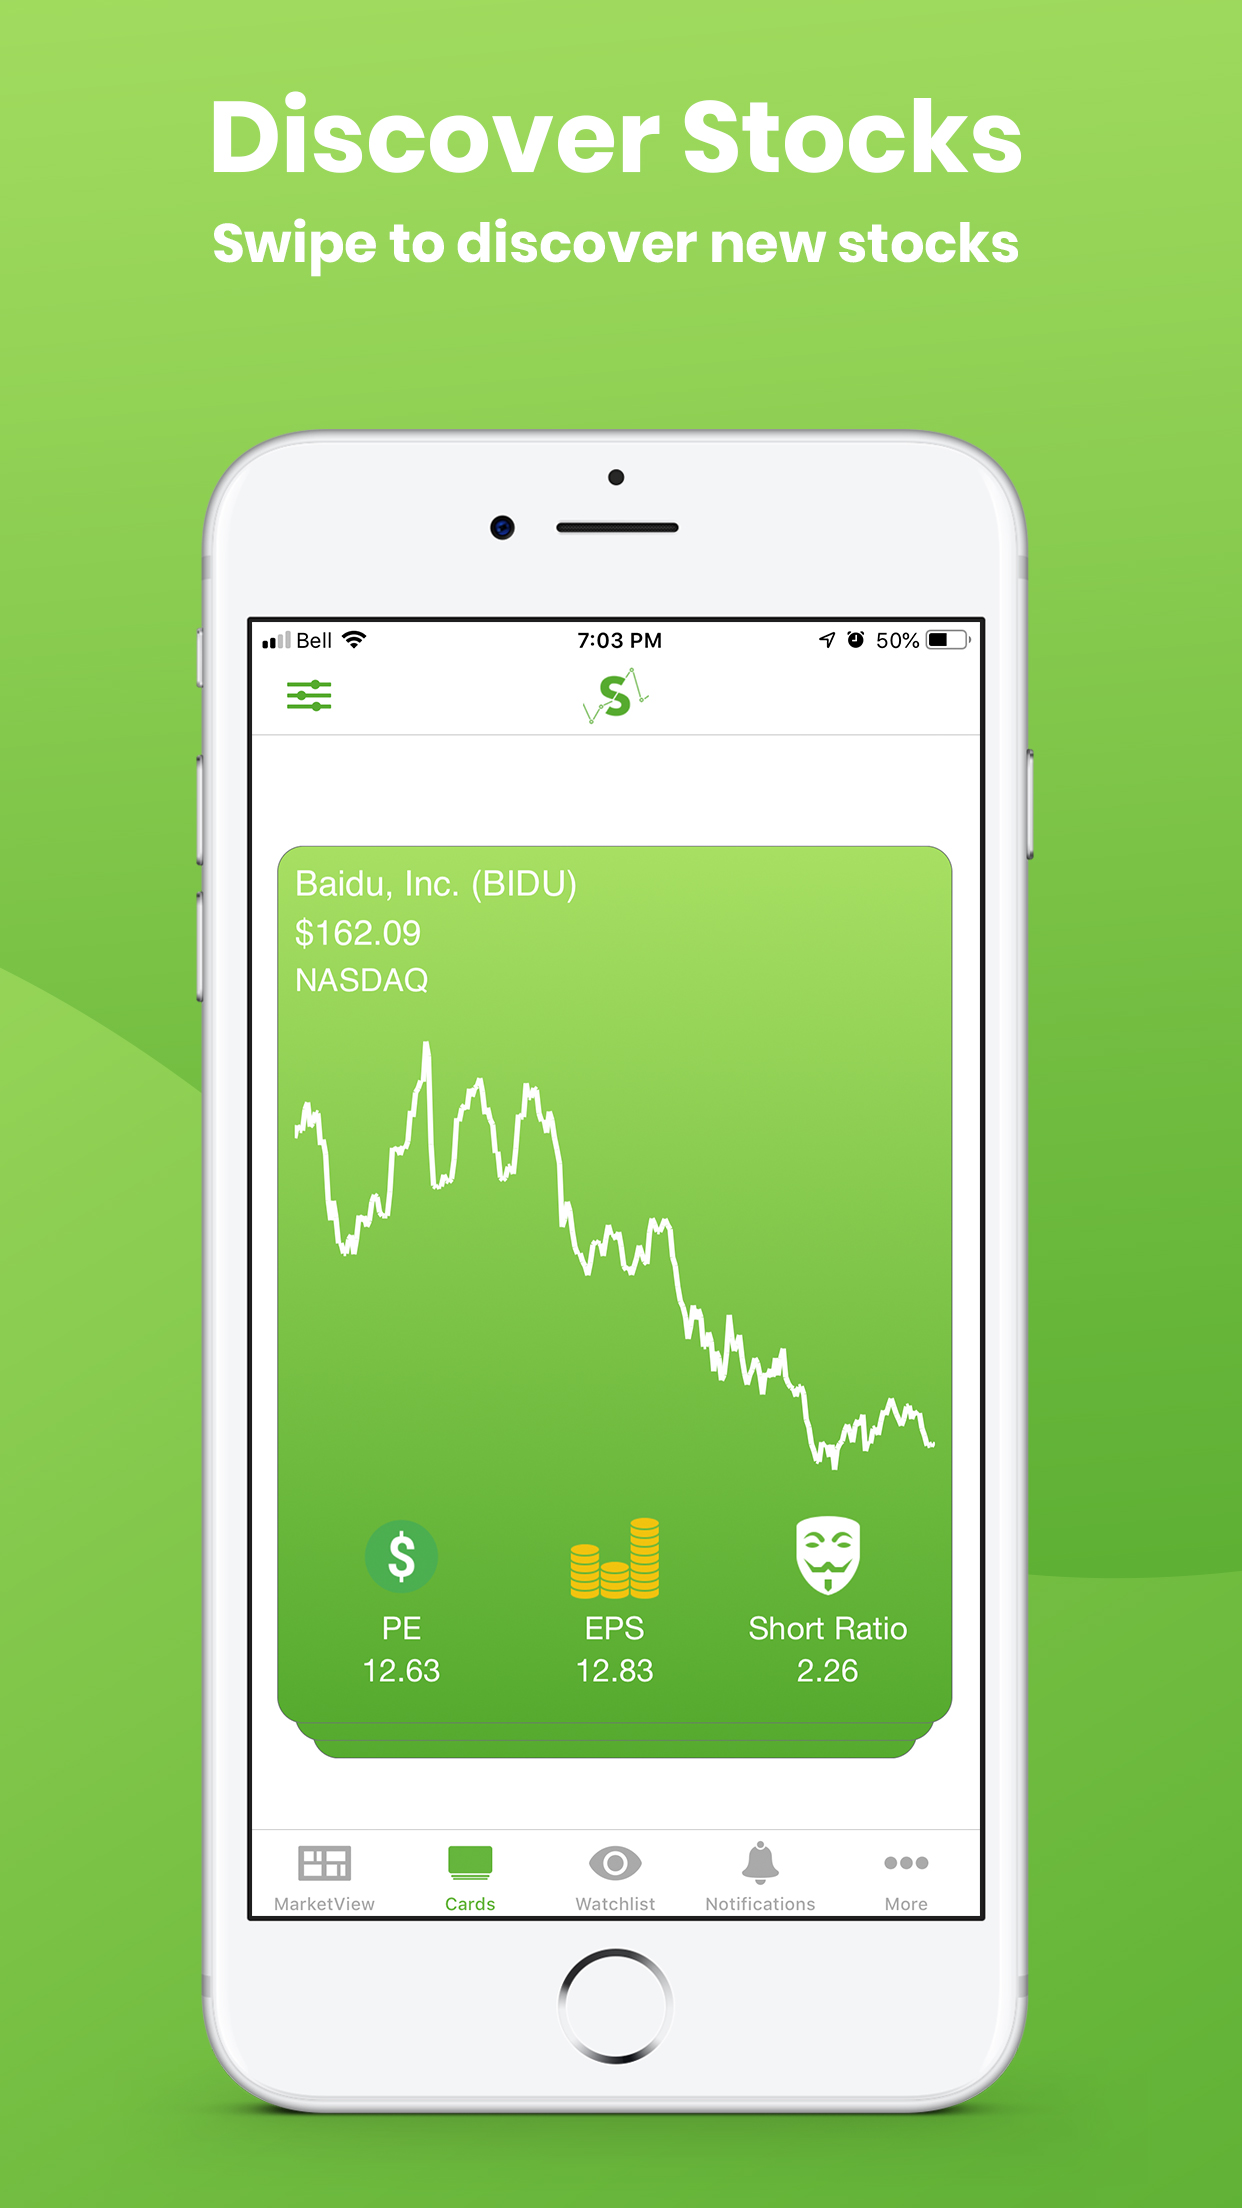 Discover Stocks
Swipe to discover new stocks
Bell 7:03 PM 50%
S
Baidu, Inc. (BIDU)
$162.09
NASDAQ
$
PE EPS Short Ratio
12.63 12.83 2.26
MarketView Cards Watchlist Notifications More